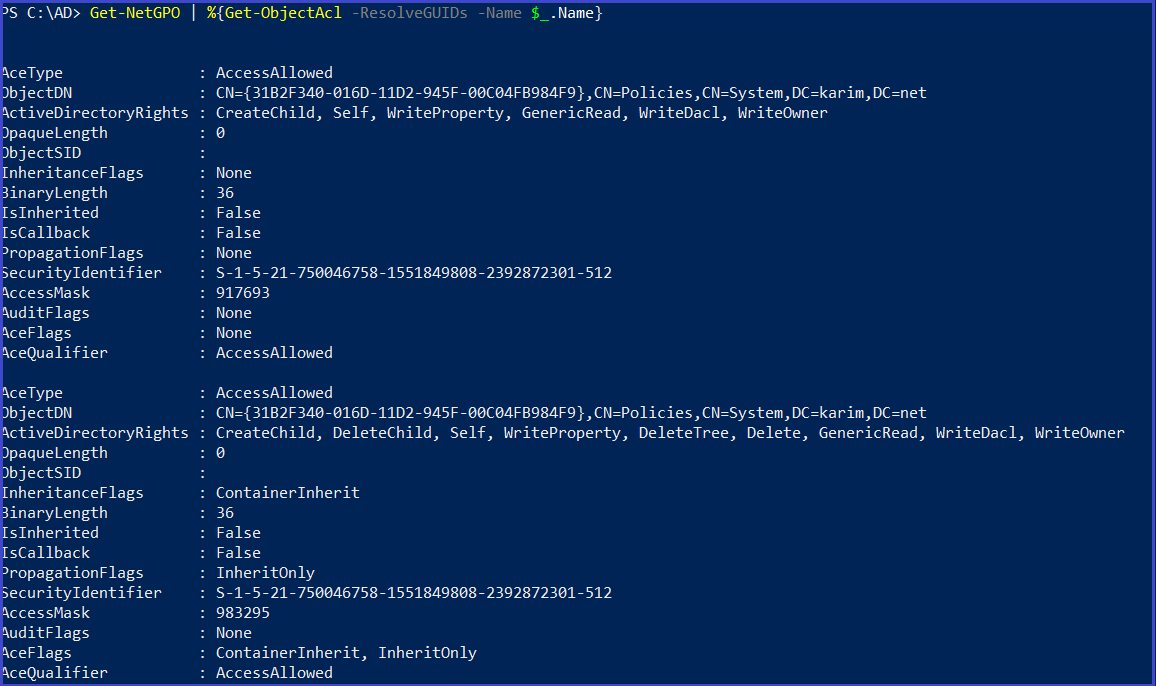 PS C:\AD> Get-NetGPO | %{Get-ObjectAcl -ResolveGUIDs -Name $_.Name}
AceType : AccessAllowed
ObjectDN : CN={31B2F340-016D-11D2-945F-00C04FB984F9},CN=Policies,CN=System,DC=karim,DC=net
ActiveDirectoryRights : CreateChild, Self, WriteProperty, GenericRead, WriteDacl, WriteOwner
OpaqueLength : 0
ObjectSID :
InheritanceFlags : None
BinaryLength : 36
IsInherited : False
IsCallback : False
PropagationFlags : None
SecurityIdentifier : S-1-5-21-750046758-1551849808-2392872301-512
AccessMask : 917693
AuditFlags : None
AceFlags : None
AceQualifier : AccessAllowed
AceType : AccessAllowed
ObjectDN : CN={31B2F340-016D-11D2-945F-00C04FB984F9},CN=Policies,CN=System,DC=karim,DC=net
ActiveDirectoryRights : CreateChild, DeleteChild, Self, WriteProperty, DeleteTree, Delete, GenericRead, WriteDacl, WriteOwner
OpaqueLength : 0
ObjectSID :
InheritanceFlags : ContainerInherit
BinaryLength : 36
IsInherited : False
IsCallback : False
PropagationFlags : InheritOnly
SecurityIdentifier : S-1-5-21-750046758-1551849808-2392872301-512
AccessMask : 983295
AuditFlags : None
AceFlags : ContainerInherit, InheritOnly
AceQualifier : AccessAllowed